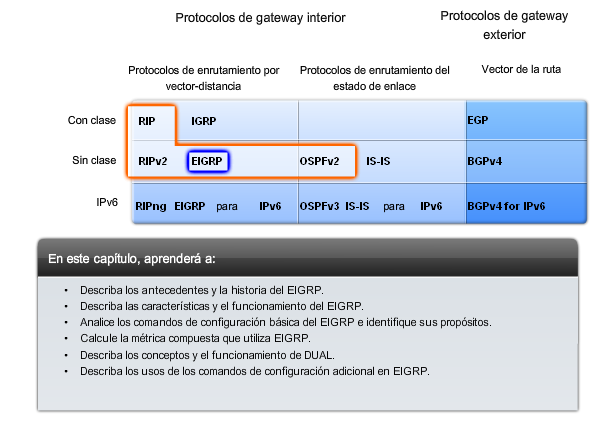 Protocolos de gateway interior
Protocolos de gateway
exterior
Protocolos de enrutamiento por
vector-distancia
Protocolos de enrutamiento del
estado de enlace
Vector de la ruta
Con clase
RIP IGRP EGP
Sin clase
RIPv2 EIGRP OSPFv2 IS-IS BGPv4
IPv6
RIPng EIGRP para IPv6 OSPFv3 IS-IS para IPv6 BGPv4 for IPv6
En este capítulo, aprenderá a:
• Describa los antecedentes y la historia del EIGRP.
• Describa las características y el funcionamiento del EIGRP.
• Analice los comandos de configuración básica del EIGRP e identifique sus propósitos.
• Calcule la métrica compuesta que utiliza EIGRP.
• Describa los conceptos y el funcionamiento de DUAL.
• Describa los usos de los comandos de configuración adicional en EIGRP.